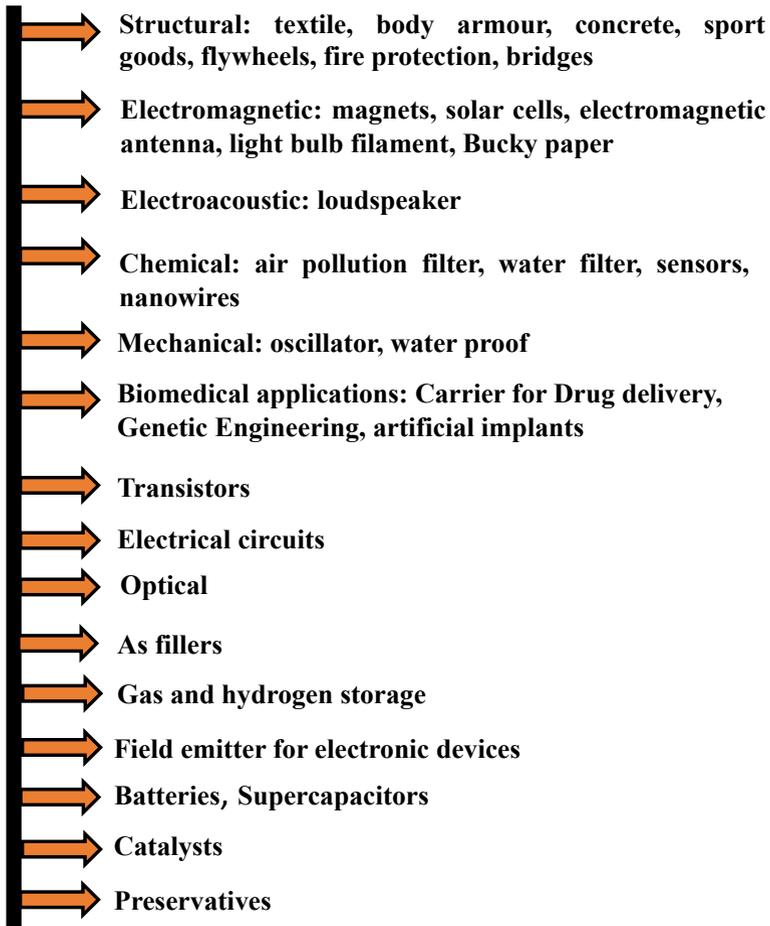 Structural: textile, body armour, concrete, sport
goods, flywheels, fire protection, bridges
Electromagnetic: magnets, solar cells, electromagnetic
antenna, light bulb filament, Bucky paper
Electroacoustic: loudspeaker
Chemical: air pollution filter, water filter, sensors,
nanowires
Mechanical: oscillator, water proof
Biomedical applications: Carrier for Drug delivery,
Genetic Engineering, artificial implants
Transistors
Electrical circuits
Optical
As fillers
Gas and hydrogen storage
Field emitter for electronic devices
Batteries, Supercapacitors
Catalysts
Preservatives